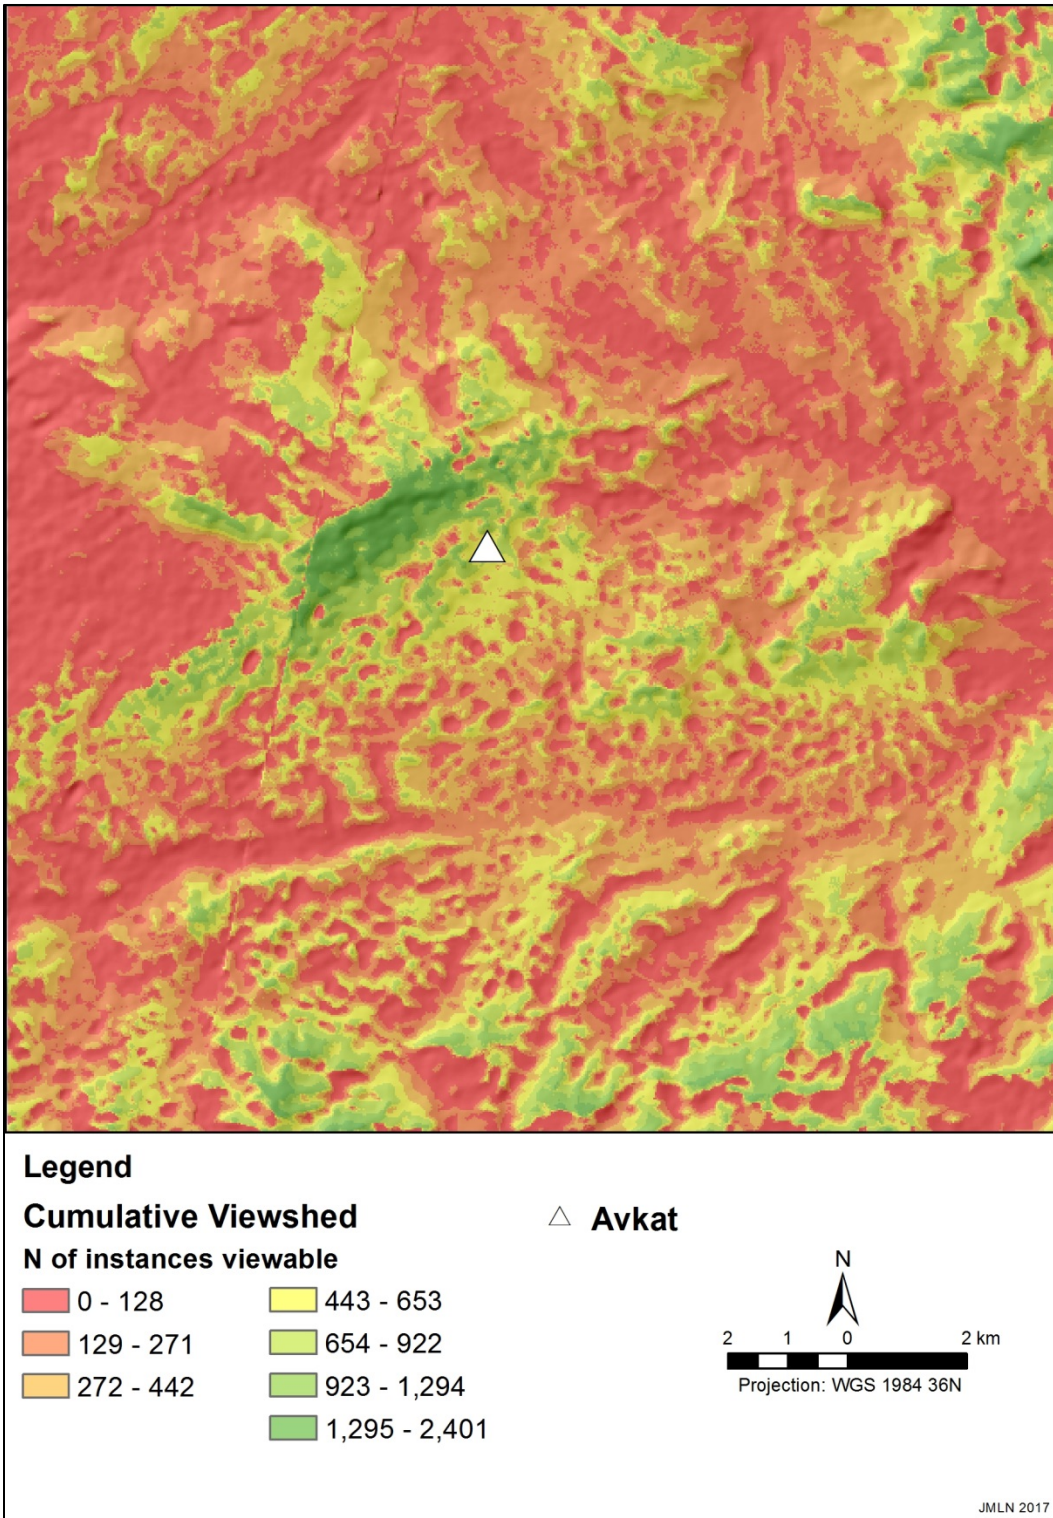 Legend
Cumulative Viewshed
N of instances viewable
0 - 128
129 - 271
272 - 442
443 - 653
654 - 922
923 - 1,294
1,295 - 2,401
Avkat
N
2 1 0 2 km
Projection: WGS 1984 36N
JMLN 2017